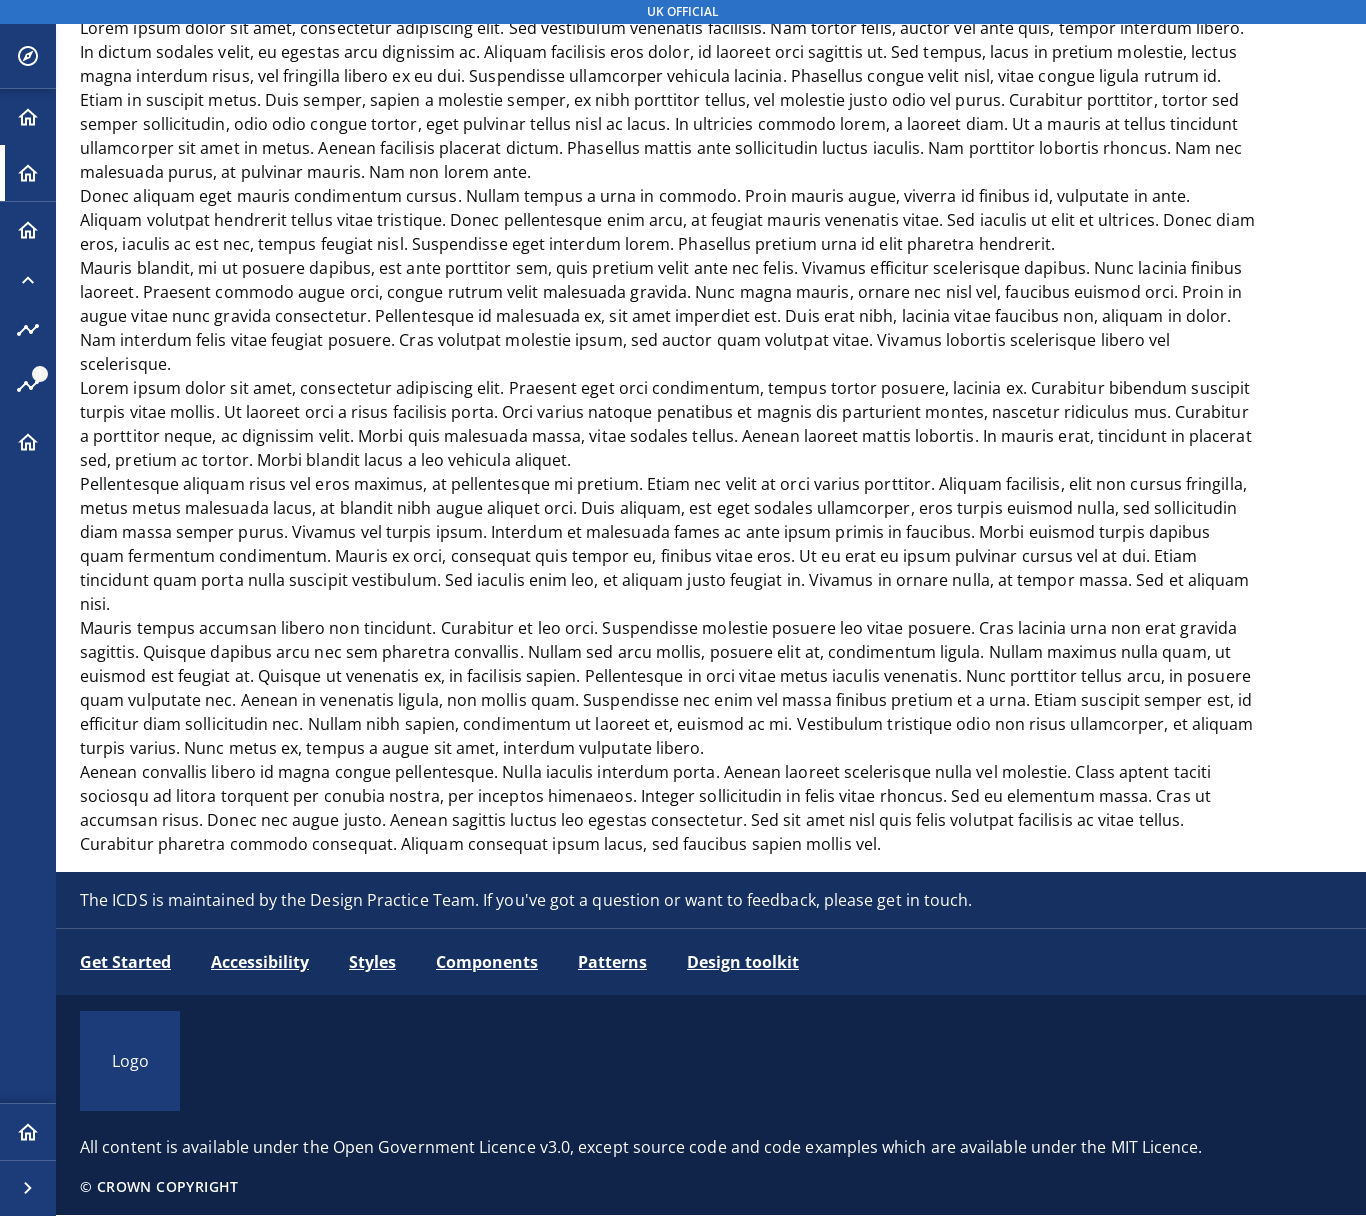 UK OFFICIAL
Lorem ipsum dolor sit amet, consectetur adipiscing elit. Sed vestibulum venenatis facilisis. Nam tortor felis, auctor vel ante quis, tempor interdum libero.
In dictum sodales velit, eu egestas arcu dignissim ac. Aliquam facilisis eros dolor, id laoreet orci sagittis ut. Sed tempus, lacus in pretium molestie, lectus
magna interdum risus, vel fringilla libero ex eu dui. Suspendisse ullamcorper vehicula lacinia. Phasellus congue velit nisl, vitae congue ligula rutrum id.
Etiam in suscipit metus. Duis semper, sapien a molestie semper, ex nibh porttitor tellus, vel molestie justo odio vel purus. Curabitur porttitor, tortor sed
semper sollicitudin, odio odio congue tortor, eget pulvinar tellus nisl ac lacus. In ultricies commodo lorem, a laoreet diam. Ut a mauris at tellus tincidunt
ullamcorper sit amet in metus. Aenean facilisis placerat dictum. Phasellus mattis ante sollicitudin luctus iaculis. Nam porttitor lobortis rhoncus. Nam nec
malesuada purus, at pulvinar mauris. Nam non lorem ante.
Donec aliquam eget mauris condimentum cursus. Nullam tempus a urna in commodo. Proin mauris augue, viverra id finibus id, vulputate in ante.
Aliquam volutpat hendrerit tellus vitae tristique. Donec pellentesque enim arcu, at feugiat mauris venenatis vitae. Sed iaculis ut elit et ultrices. Donec diam
eros, iaculis ac est nec, tempus feugiat nisl. Suspendisse eget interdum lorem. Phasellus pretium urna id elit pharetra hendrerit.
Mauris blandit, mi ut posuere dapibus, est ante porttitor sem, quis pretium velit ante nec felis. Vivamus efficitur scelerisque dapibus. Nunc lacinia finibus
laoreet. Praesent commodo augue orci, congue rutrum velit malesuada gravida. Nunc magna mauris, ornare nec nisl vel, faucibus euismod orci. Proin in
augue vitae nunc gravida consectetur. Pellentesque id malesuada ex, sit amet imperdiet est. Duis erat nibh, lacinia vitae faucibus non, aliquam in dolor.
Nam interdum felis vitae feugiat posuere. Cras volutpat molestie ipsum, sed auctor quam volutpat vitae. Vivamus lobortis scelerisque libero vel
scelerisque.
Lorem ipsum dolor sit amet, consectetur adipiscing elit. Praesent eget orci condimentum, tempus tortor posuere, lacinia ex. Curabitur bibendum suscipit
turpis vitae mollis. Ut laoreet orci a risus facilisis porta. Orci varius natoque penatibus et magnis dis parturient montes, nascetur ridiculus mus. Curabitur
a porttitor neque, ac dignissim velit. Morbi quis malesuada massa, vitae sodales tellus. Aenean laoreet mattis lobortis. In mauris erat, tincidunt in placerat
sed, pretium ac tortor. Morbi blandit lacus a leo vehicula aliquet.
Pellentesque aliquam risus vel eros maximus, at pellentesque mi pretium. Etiam nec velit at orci varius porttitor. Aliquam facilisis, elit non cursus fringilla,
metus metus malesuada lacus, at blandit nibh augue aliquet orci. Duis aliquam, est eget sodales ullamcorper, eros turpis euismod nulla, sed sollicitudin
diam massa semper purus. Vivamus vel turpis ipsum. Interdum et malesuada fames ac ante ipsum primis in faucibus. Morbi euismod turpis dapibus
quam fermentum condimentum. Mauris ex orci, consequat quis tempor eu, finibus vitae eros. Ut eu erat eu ipsum pulvinar cursus vel at dui. Etiam
tincidunt quam porta nulla suscipit vestibulum. Sed iaculis enim leo, et aliquam justo feugiat in. Vivamus in ornare nulla, at tempor massa. Sed et aliquam
nisi.
Mauris tempus accumsan libero non tincidunt. Curabitur et leo orci. Suspendisse molestie posuere leo vitae posuere. Cras lacinia urna non erat gravida
sagittis. Quisque dapibus arcu nec sem pharetra convallis. Nullam sed arcu mollis, posuere elit at, condimentum ligula. Nullam maximus nulla quam, ut
euismod est feugiat at. Quisque ut venenatis ex, in facilisis sapien. Pellentesque in orci vitae metus iaculis venenatis. Nunc porttitor tellus arcu, in posuere
quam vulputate nec. Aenean in venenatis ligula, non mollis quam. Suspendisse nec enim vel massa finibus pretium et a urna. Etiam suscipit semper est, id
efficitur diam sollicitudin nec. Nullam nibh sapien, condimentum ut laoreet et, euismod ac mi. Vestibulum tristique odio non risus ullamcorper, et aliquam
turpis varius. Nunc metus ex, tempus a augue sit amet, interdum vulputate libero.
Aenean convallis libero id magna congue pellentesque. Nulla iaculis interdum porta. Aenean laoreet scelerisque nulla vel molestie. Class aptent taciti
sociosqu ad litora torquent per conubia nostra, per inceptos himenaeos. Integer sollicitudin in felis vitae rhoncus. Sed eu elementum massa. Cras ut
accumsan risus. Donec nec augue justo. Aenean sagittis luctus leo egestas consectetur. Sed sit amet nisl quis felis volutpat facilisis ac vitae tellus.
Curabitur pharetra commodo consequat. Aliquam consequat ipsum lacus, sed faucibus sapien mollis vel.
The ICDS is maintained by the Design Practice Team. If you've got a question or want to feedback, please get in touch.
Get Started Accessibility Styles Components Patterns Design toolkit
Logo
All content is available under the Open Government Licence v3.0, except source code and code examples which are available under the MIT Licence.
© CROWN COPYRIGHT